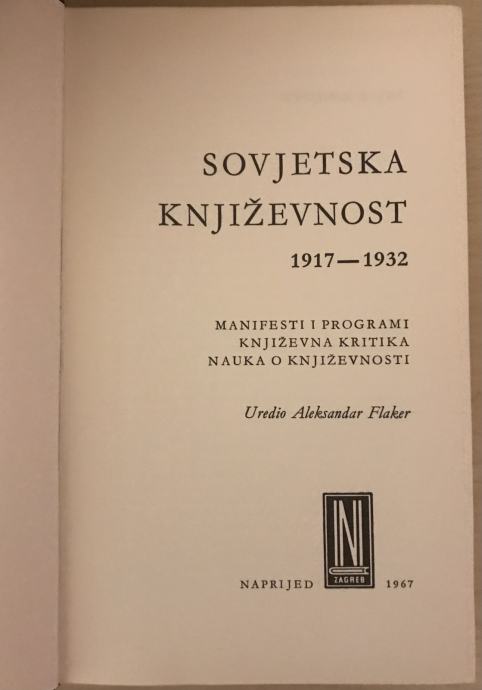 SOVJETSKA
KNJIŽEVNOST
1917—1932
MANIFESTI I PROGRAMI
KNJIŽEVNA KRITIKA
NAUKA O KNJIŽEVNOSTI
Uredio Aleksandar Flaker
N
ZAGREB
NAPRIJED 1967